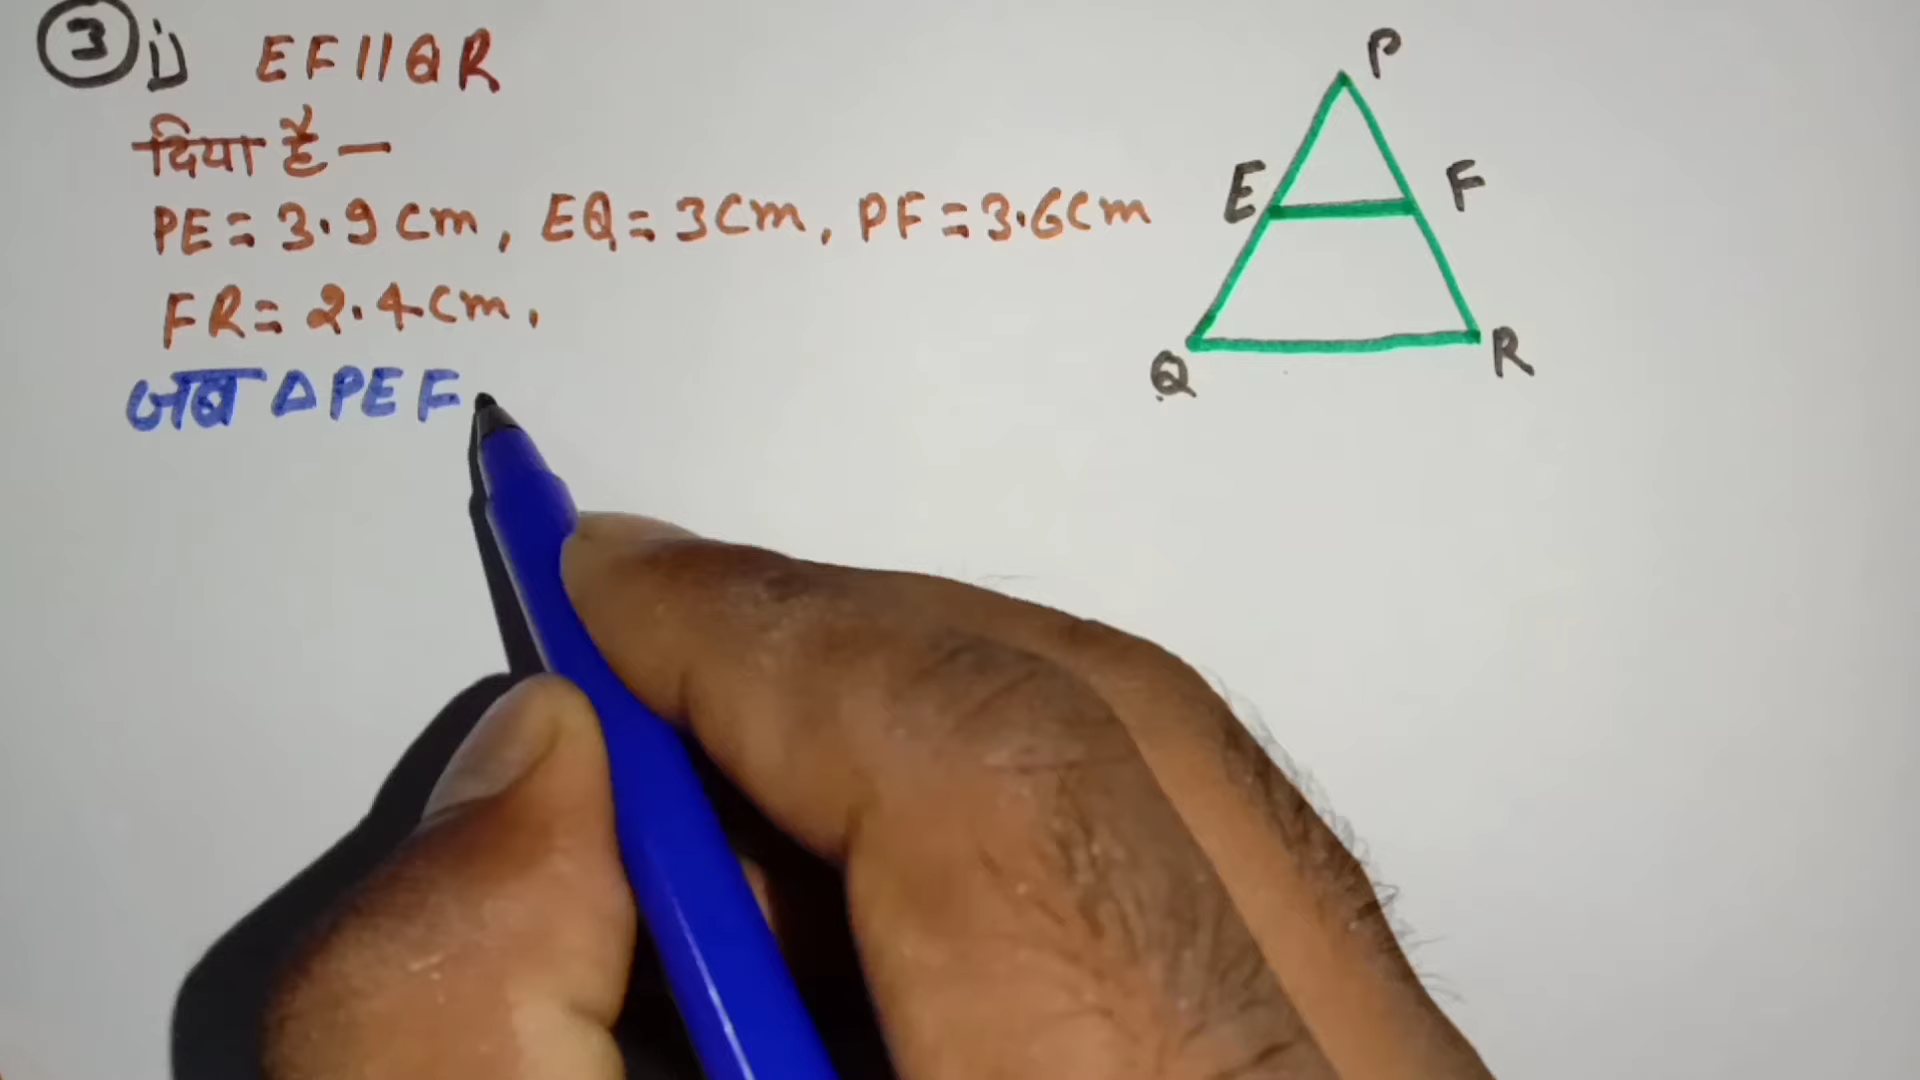 ③ i) EF || QR
दिया है —
PE = 3.9 cm, EQ = 3 cm, PF = 3.6 cm
FR = 2.4 cm.
जब △PEF
P
E F
Q R